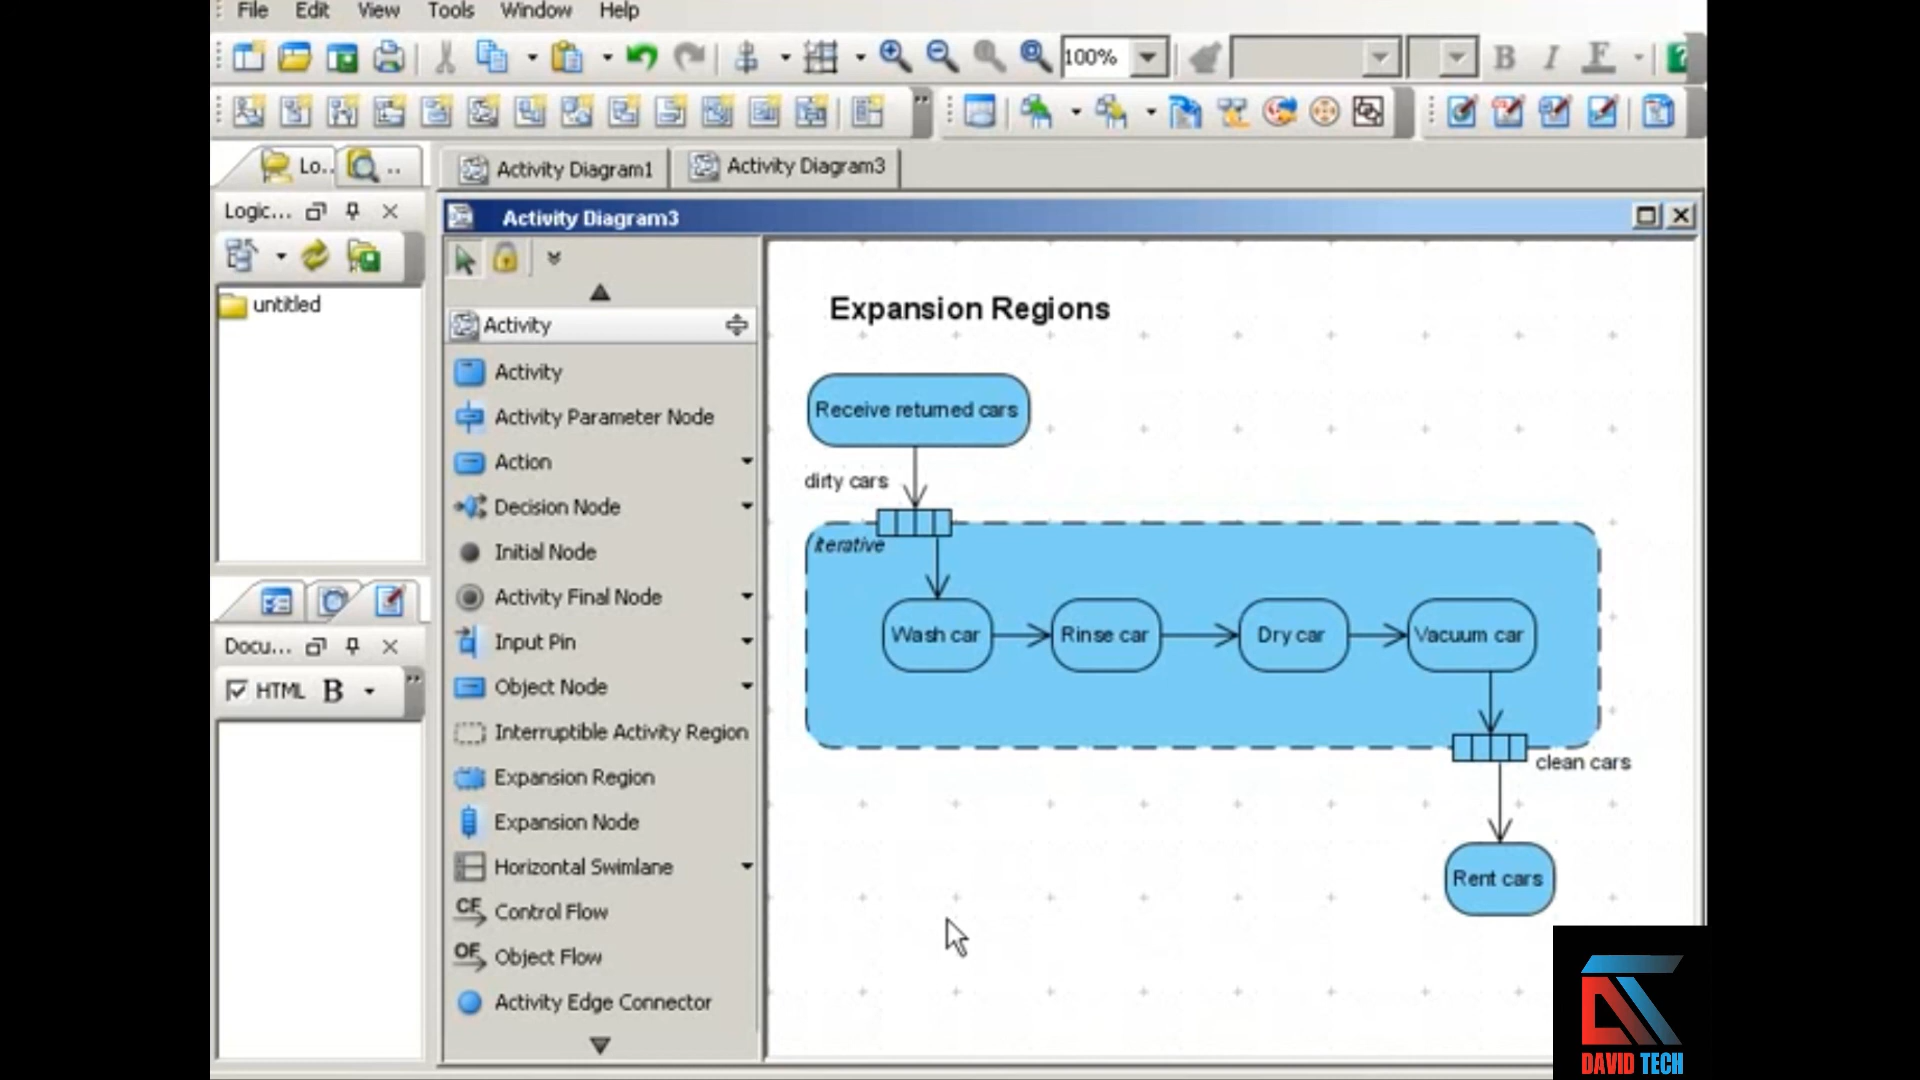 File Edit View Tools Window Help
100% B I F
Lo.. ..
Activity Diagram1 Activity Diagram3
Logic...
Activity Diagram3
untitled
Activity
Activity
Activity Parameter Node
Action
Decision Node
Initial Node
Activity Final Node
Input Pin
Object Node
Interruptible Activity Region
Expansion Region
Expansion Node
Horizontal Swimlane
CF Control Flow
OF Object Flow
Activity Edge Connector
Docu...
HTML B
Expansion Regions
Receive returned cars
dirty cars
iterative
Wash car Rinse car Dry car Vacuum car
clean cars
Rent cars
DAVID TECH